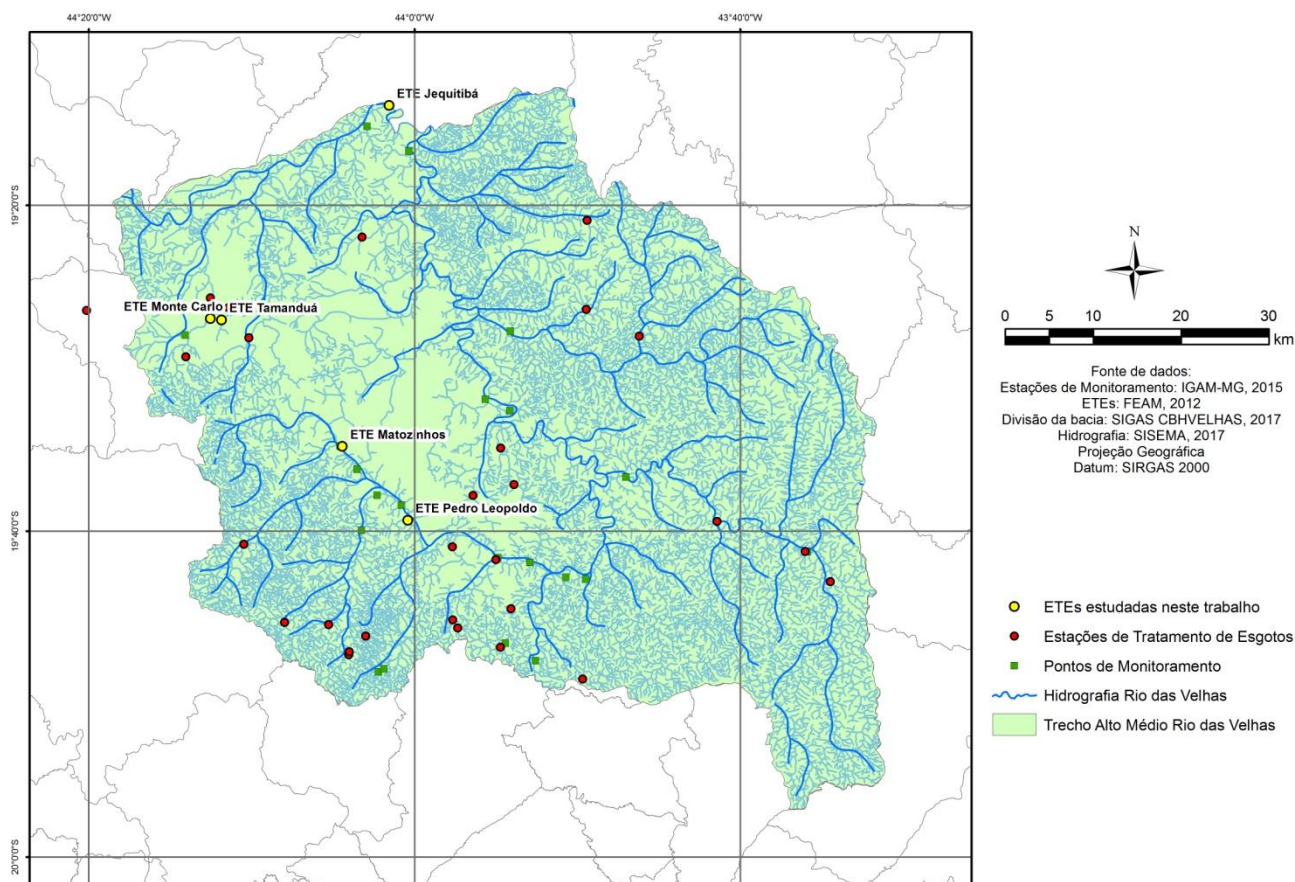 44°20'0"W
44°0'0"W
43°40'0"W
ETE Jequitibá
19°20'0"S
N
ETE Monte Carlo
ETE Tamanduá
0 5 10 20 30
km
Fonte de dados:
Estações de Monitoramento: IGAM-MG, 2015
ETEs: FEAM, 2012
Divisão da bacia: SIGAS CBHVELHAS, 2017
Hidrografia: SISEMA, 2017
Projeção Geográfica
Datum: SIRGAS 2000
ETE Matozinhos
ETE Pedro Leopoldo
19°40'0"S
ETEs estudadas neste trabalho
Estações de Tratamento de Esgotos
Pontos de Monitoramento
Hidrografia Rio das Velhas
Trecho Alto Médio Rio das Velhas
20°0'0"S